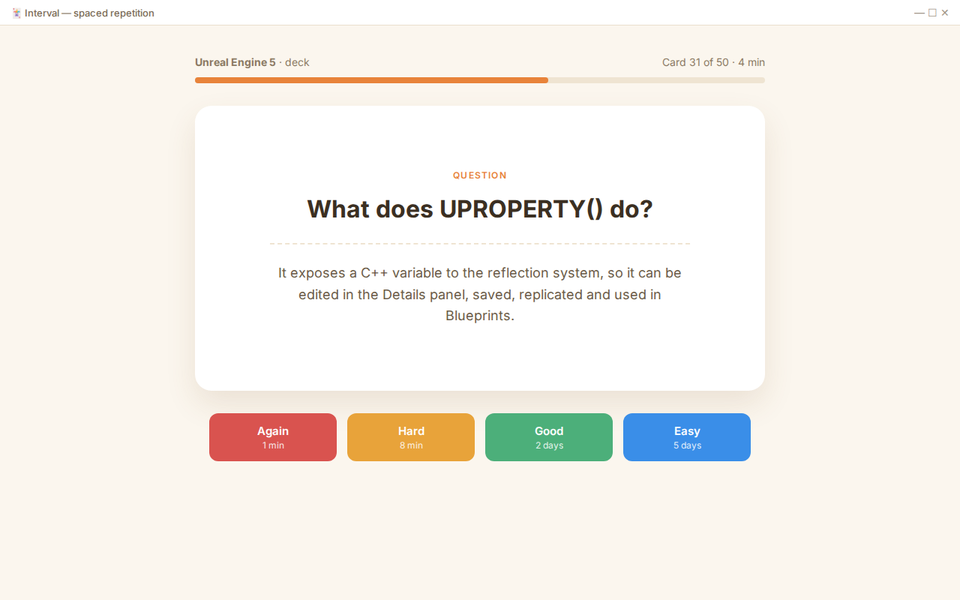 Interval — spaced repetition
Unreal Engine 5 · deck
Card 31 of 50 · 4 min
QUESTION
What does UPROPERTY() do?
It exposes a C++ variable to the reflection system, so it can be
edited in the Details panel, saved, replicated and used in
Blueprints.
Again
1 min
Hard
8 min
Good
2 days
Easy
5 days